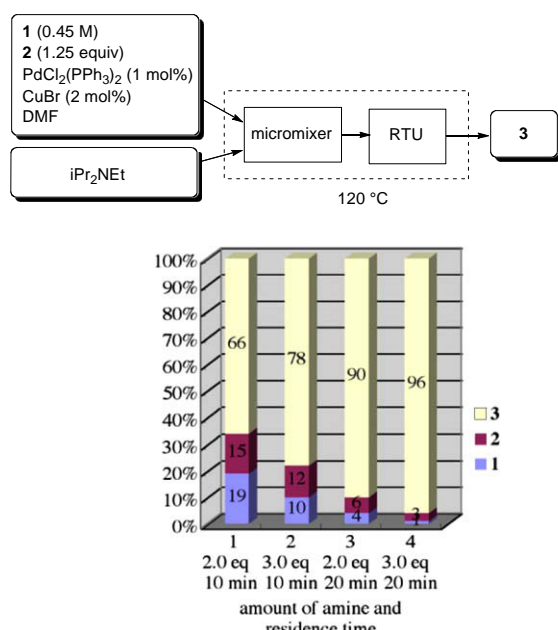 1 (0.45 M)
2 (1.25 equiv)
PdCl2(PPh3)2 (1 mol%)
CuBr (2 mol%)
DMF
iPr2NEt
micromixer
RTU
3
120 °C
100%
90%
80%
70%
60%
50%
40%
30%
20%
10%
0%
66
15
19
78
12
10
90
6
4
96
3
1
3
2
1
1 2 3 4
2.0 eq 3.0 eq 2.0 eq 3.0 eq
10 min 10 min 20 min 20 min
amount of amine and
residence time